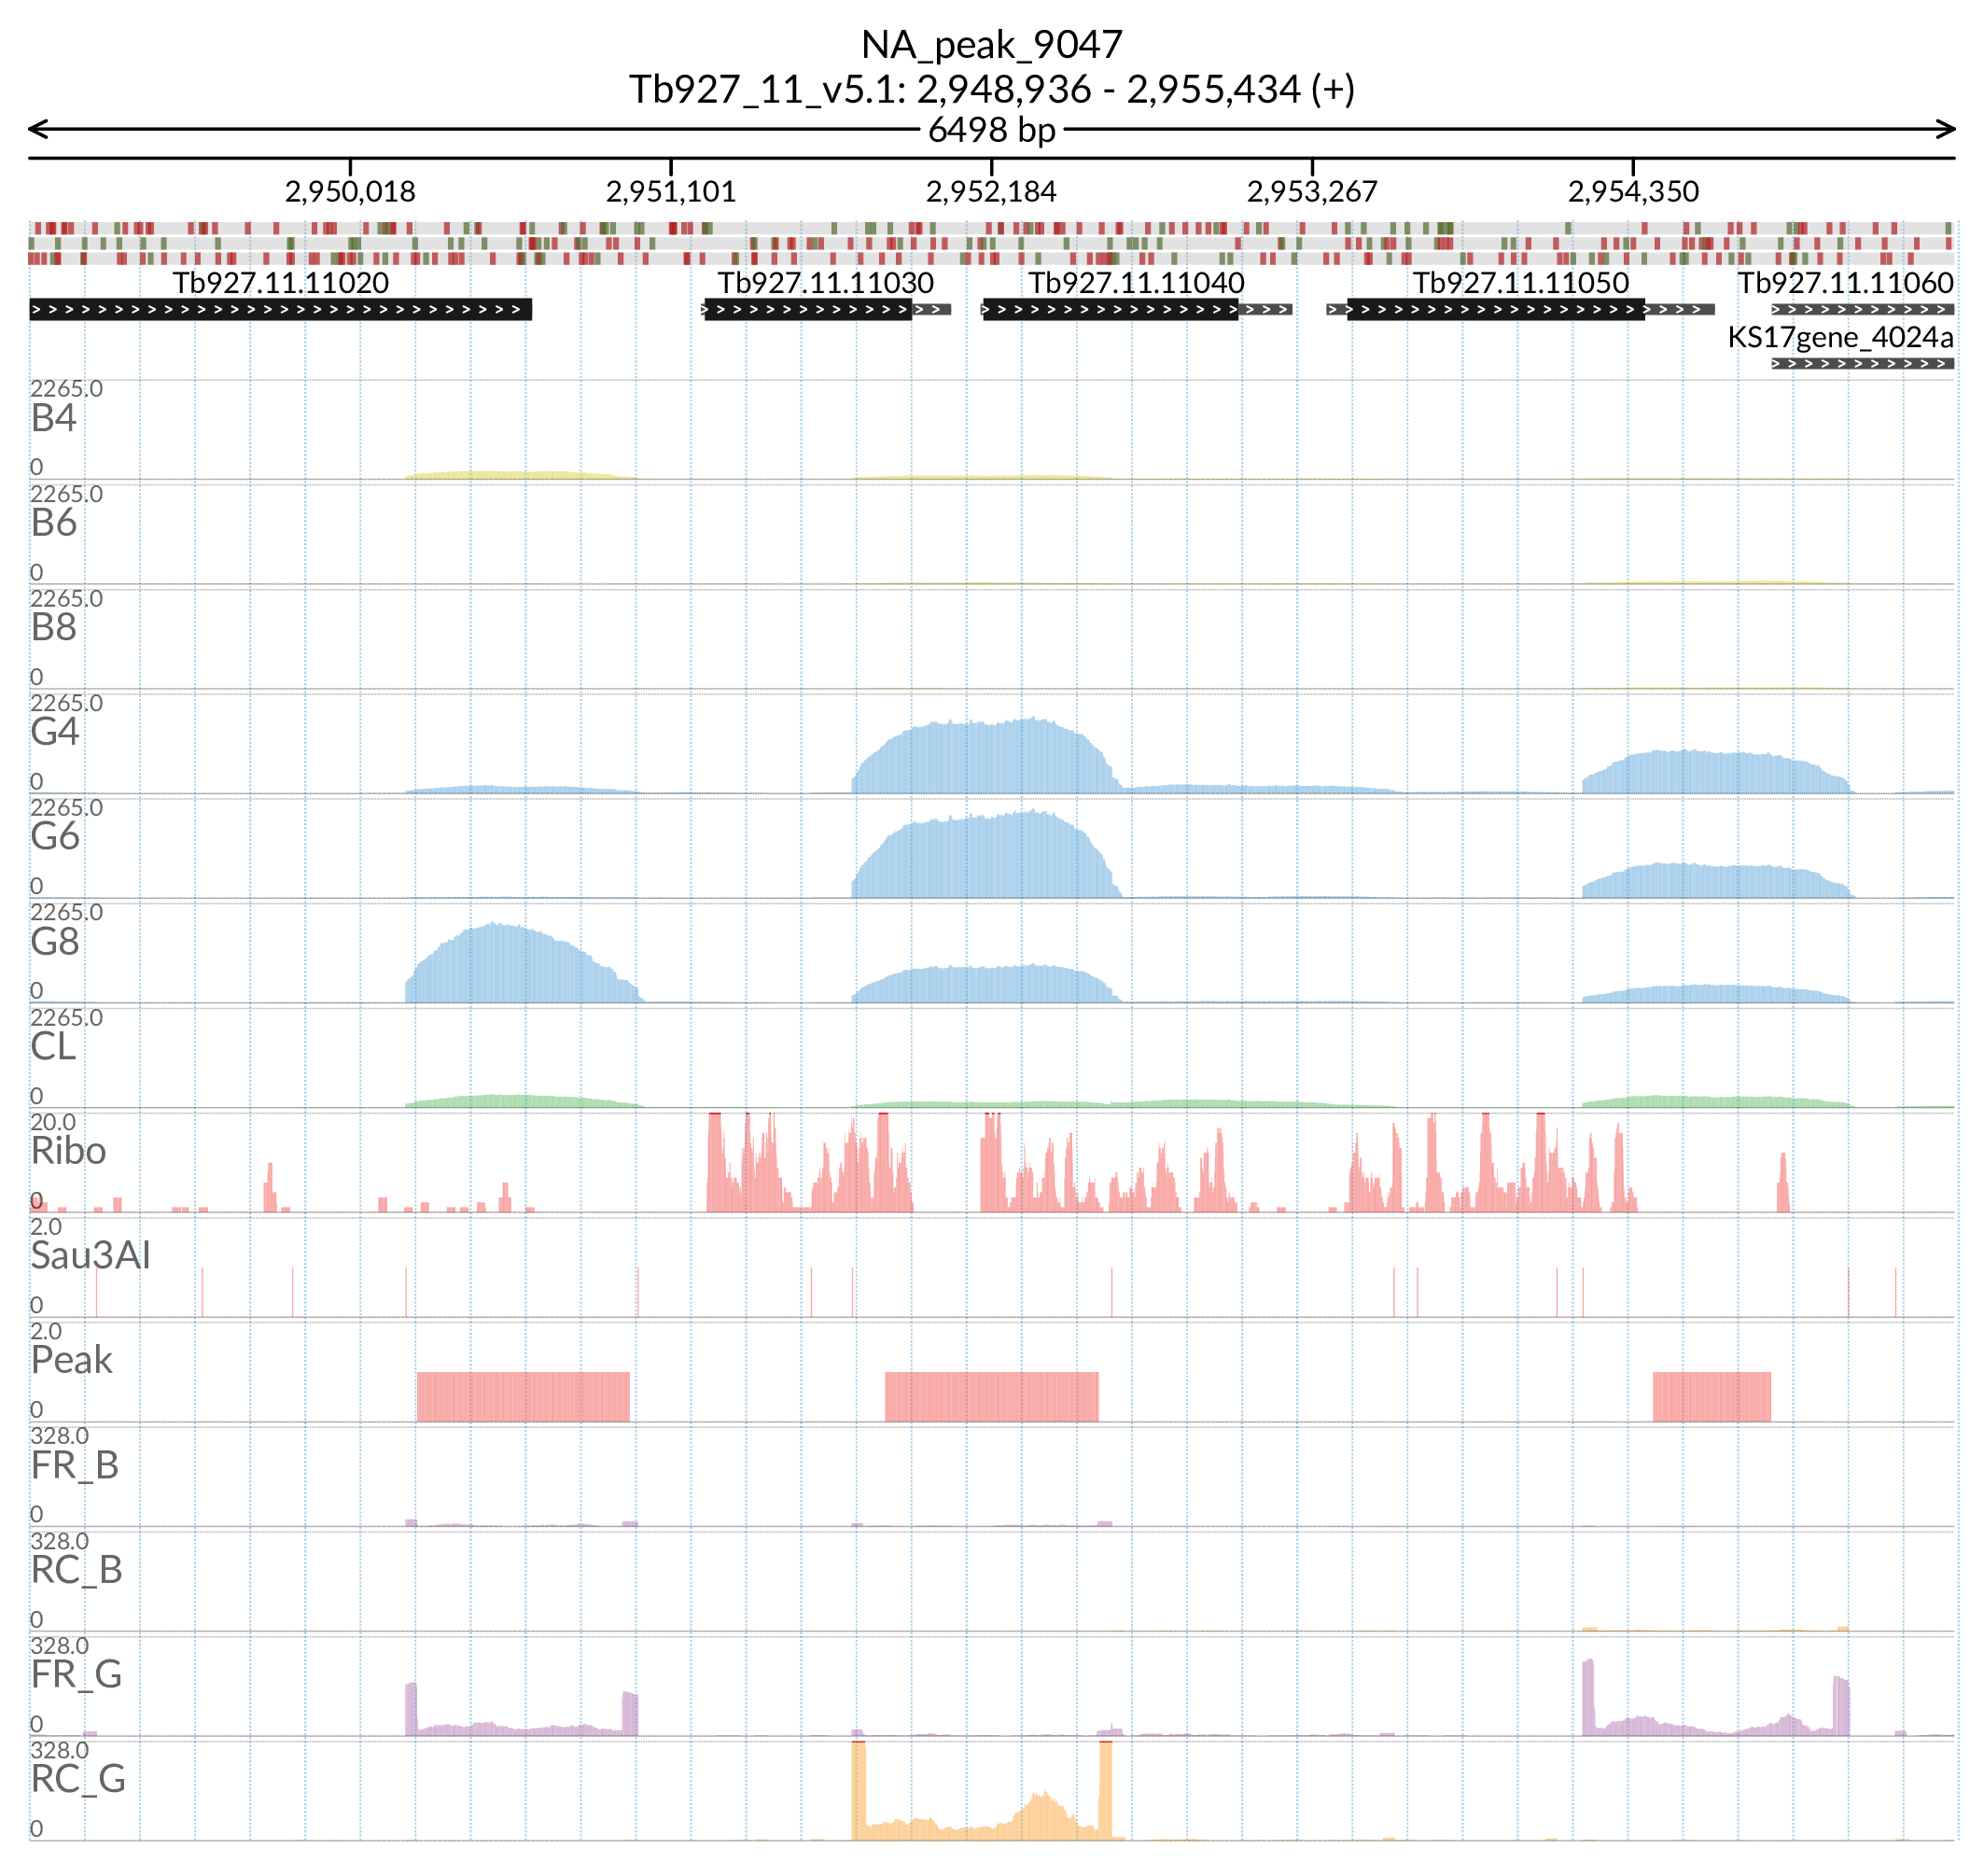 NA_peak_9047
Tb927_11_v5.1: 2,948,936 - 2,955,434 (+)
6498 bp
2,950,018 2,951,101 2,952,184 2,953,267 2,954,350
Tb927.11.11020 Tb927.11.11030 Tb927.11.11040 Tb927.11.11050 Tb927.11.11060
KS17gene_4024a
2265.0
B4
0
2265.0
B6
0
2265.0
B8
0
2265.0
G4
0
2265.0
G6
0
2265.0
G8
0
2265.0
CL
0
20.0
Ribo
0
2.0
Sau3AI
0
2.0
Peak
0
328.0
FR_B
0
328.0
RC_B
0
328.0
FR_G
0
328.0
RC_G
0